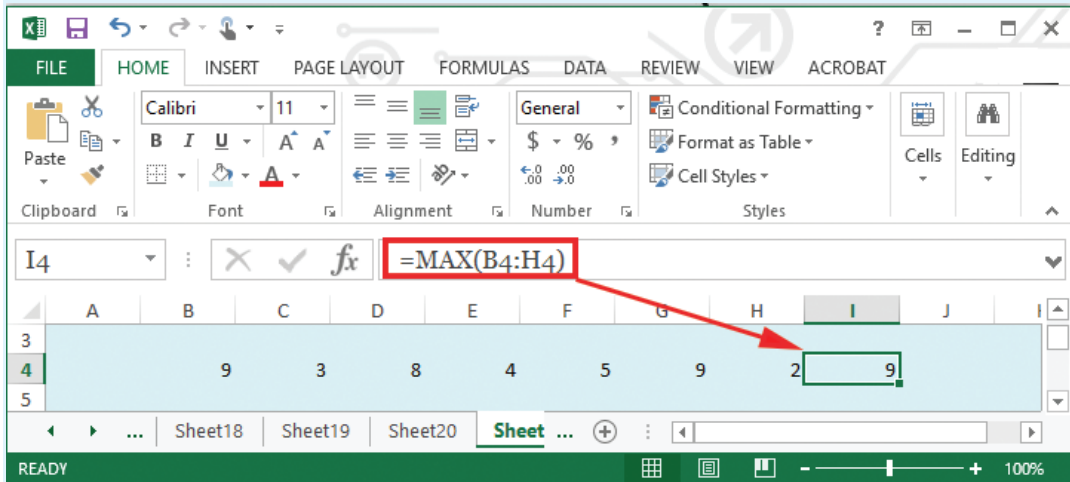 ?
FILE HOME INSERT PAGE LAYOUT FORMULAS DATA REVIEW VIEW ACROBAT
Paste
Clipboard
Calibri 11
B I U A A
A
Font
Alignment
General
$ % ,
.0 .00
.00 .0
Number
Conditional Formatting
Format as Table
Cell Styles
Styles
Cells
Editing
I4 fx =MAX(B4:H4)
A B C D E F G H I J
3
4 9 3 8 4 5 9 2 9
5
... Sheet18 Sheet19 Sheet20 Sheet ...
READY - + 100%